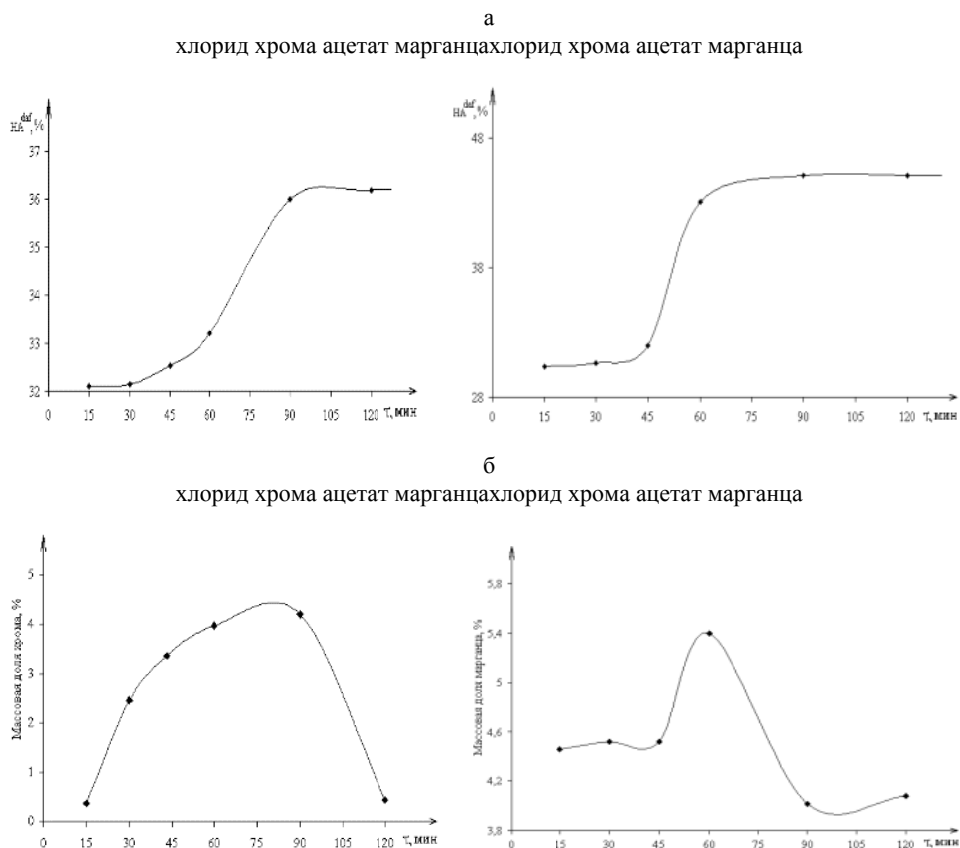 а
хлорид хрома ацетат марганцахлорид хрома ацетат марганца
HA daf, %
37
36
35
34
33
32
0 15 30 45 60 75 90 105 120 τ, мин
HA daf, %
48
38
28
0 15 30 45 60 75 90 105 120 τ, мин
б
хлорид хрома ацетат марганцахлорид хрома ацетат марганца
Массовая доля хрома, %
5
4
3
2
1
0
0 15 30 45 60 75 90 105 120 τ, мин
Массовая доля марганца, %
5,8
5,4
5
4,6
4,2
3,8
0 15 30 45 60 75 90 105 120 τ, мин